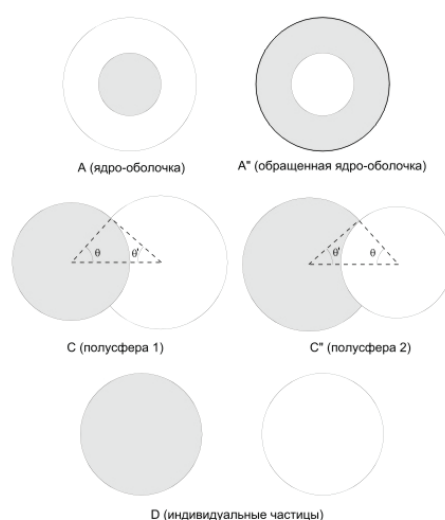 A (ядро-оболочка)
A" (обращенная ядро-оболочка)
θ
θ'
θ'
θ
C (полусфера 1)
C" (полусфера 2)
D (индивидуальные частицы)